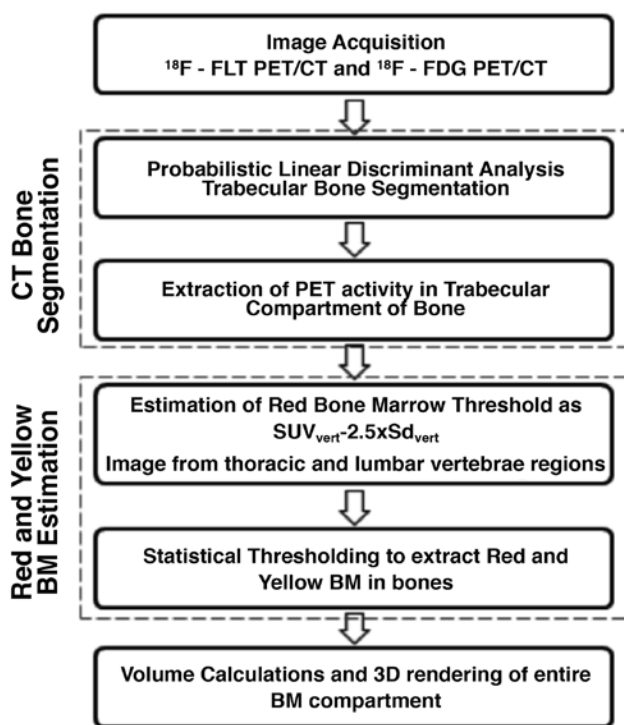 Image Acquisition
¹⁸F - FLT PET/CT and ¹⁸F - FDG PET/CT
CT Bone
Segmentation
Probabilistic Linear Discriminant Analysis
Trabecular Bone Segmentation
Extraction of PET activity in Trabecular
Compartment of Bone
Red and Yellow
BM Estimation
Estimation of Red Bone Marrow Threshold as
SUVvert-2.5xSdvert
Image from thoracic and lumbar vertebrae regions
Statistical Thresholding to extract Red and
Yellow BM in bones
Volume Calculations and 3D rendering of entire
BM compartment